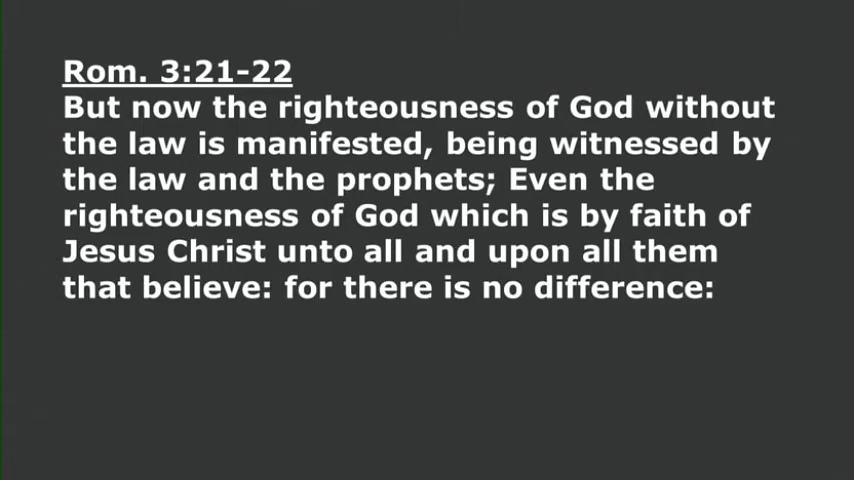 Rom. 3:21-22
But now the righteousness of God without
the law is manifested, being witnessed by
the law and the prophets; Even the
righteousness of God which is by faith of
Jesus Christ unto all and upon all them
that believe: for there is no difference: